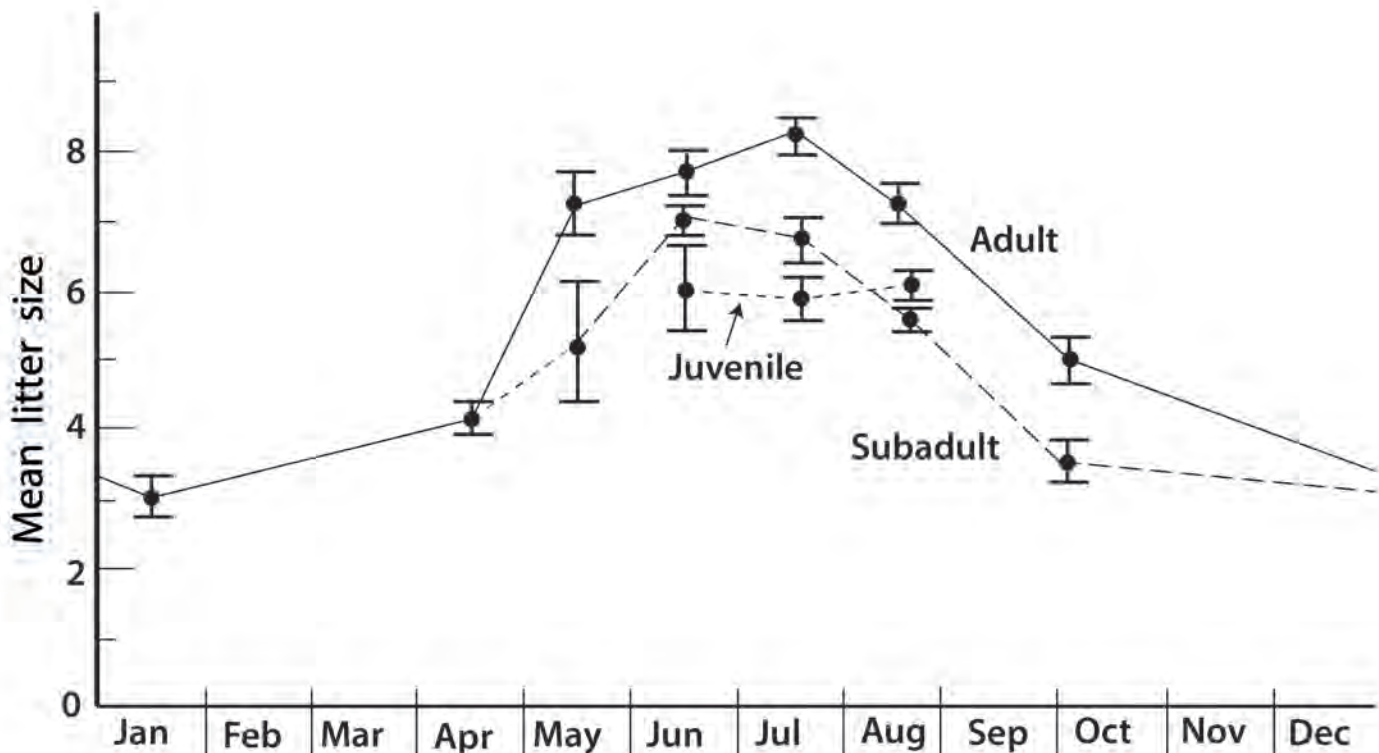 Mean litter size
8
6
4
2
0
Adult
Juvenile
Subadult
Jan Feb Mar Apr May Jun Jul Aug Sep Oct Nov Dec